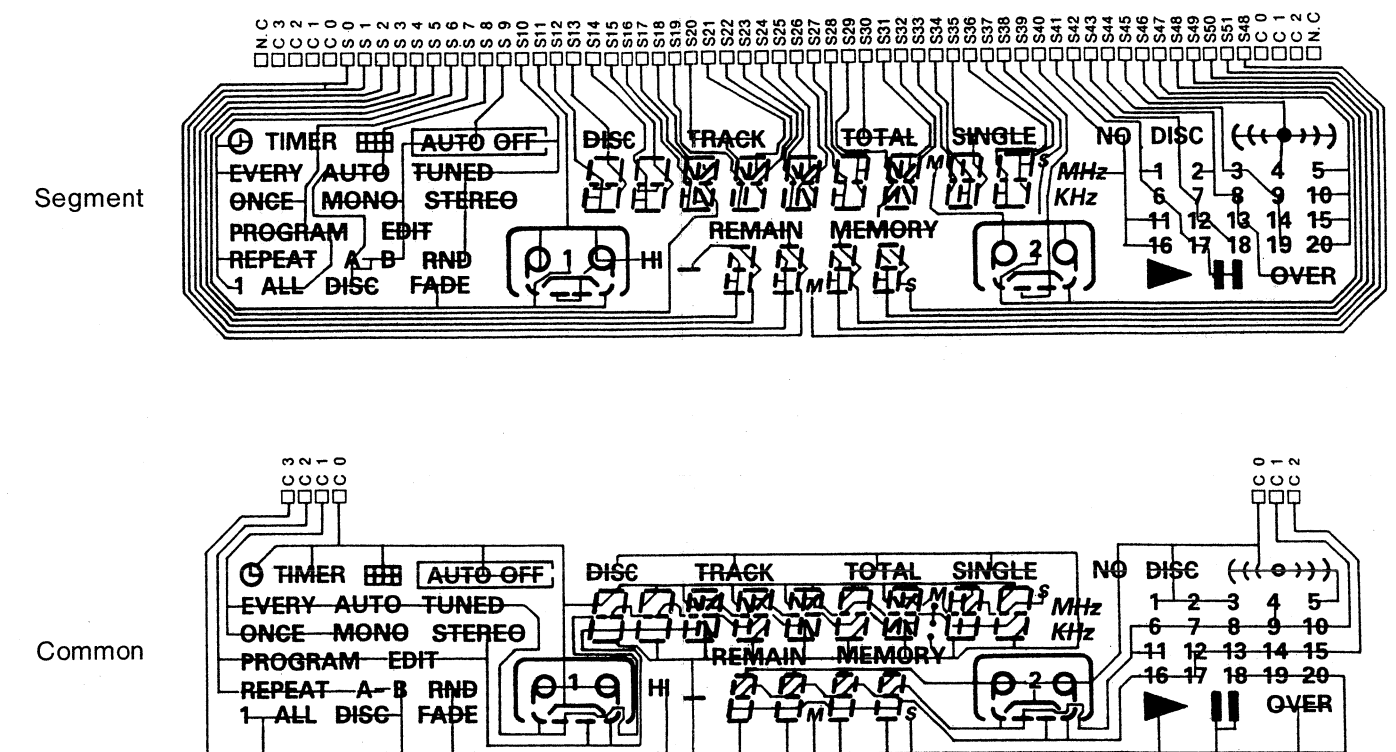 N.C C3 C2 C1 C0 S0 S1 S2 S3 S4 S5 S6 S7 S8 S9 S10 S11 S12 S13 S14 S15 S16 S17 S18 S19 S20 S21 S22 S23 S24 S25 S26 S27 S28 S29 S30 S31 S32 S33 S34 S35 S36 S37 S38 S39 S40 S41 S42 S43 S44 S45 S46 S47 S48 S49 S50 S51 S48 C0 C1 C2 N.C
TIMER AUTO OFF DISC TRACK TOTAL SINGLE NO DISC ((( )))
EVERY AUTO TUNED M S MHz 1 2 3 4 5
Segment ONCE MONO STEREO KHz 6 7 8 9 10
PROGRAM EDIT REMAIN MEMORY 11 12 13 14 15
REPEAT A-B RND 1 HI 2 16 17 18 19 20
1 ALL DISC FADE M S OVER
C3 C2 C1 C0 C0 C1 C2
TIMER AUTO OFF DISC TRACK TOTAL SINGLE NO DISC ((( )))
EVERY AUTO TUNED M S MHz 1 2 3 4 5
ONCE MONO STEREO KHz 6 7 8 9 10
Common PROGRAM EDIT REMAIN MEMORY 11 12 13 14 15
REPEAT A-B RND 1 HI 2 16 17 18 19 20
1 ALL DISC FADE M S OVER